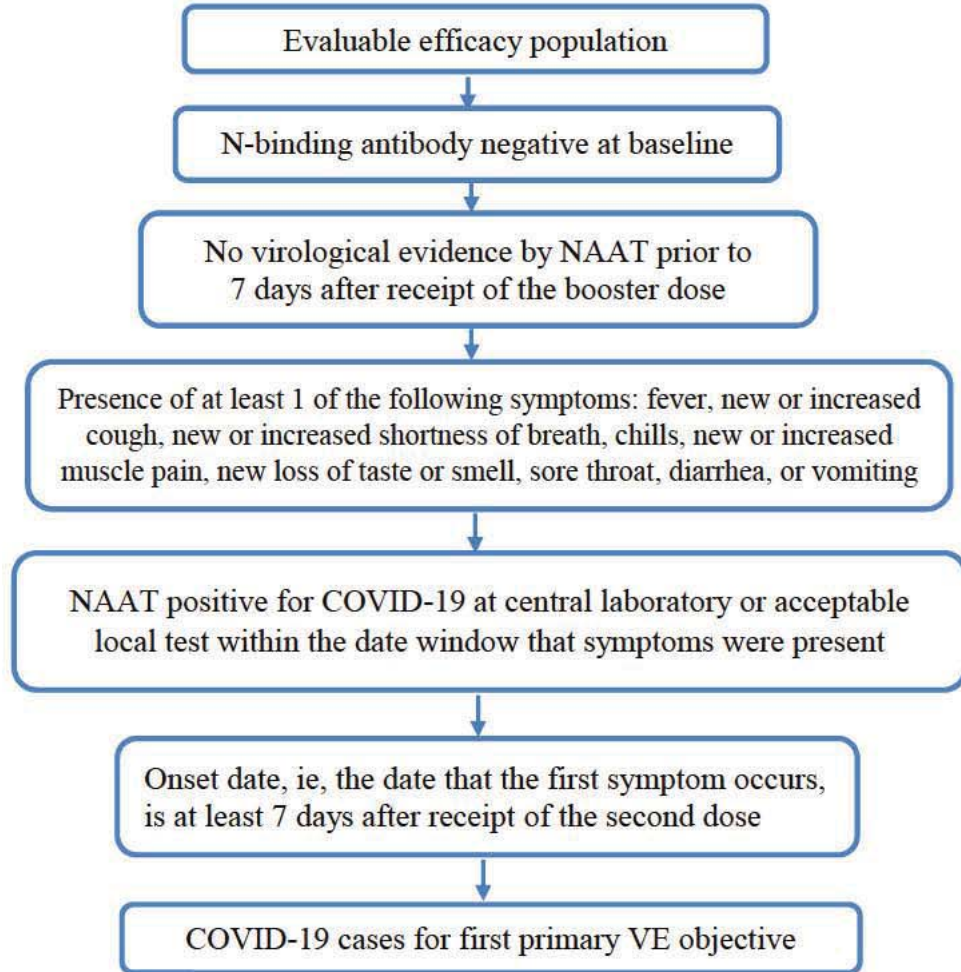 Evaluable efficacy population
N-binding antibody negative at baseline
No virological evidence by NAAT prior to
7 days after receipt of the booster dose
Presence of at least 1 of the following symptoms: fever, new or increased
cough, new or increased shortness of breath, chills, new or increased
muscle pain, new loss of taste or smell, sore throat, diarrhea, or vomiting
NAAT positive for COVID-19 at central laboratory or acceptable
local test within the date window that symptoms were present
Onset date, ie, the date that the first symptom occurs,
is at least 7 days after receipt of the second dose
COVID-19 cases for first primary VE objective